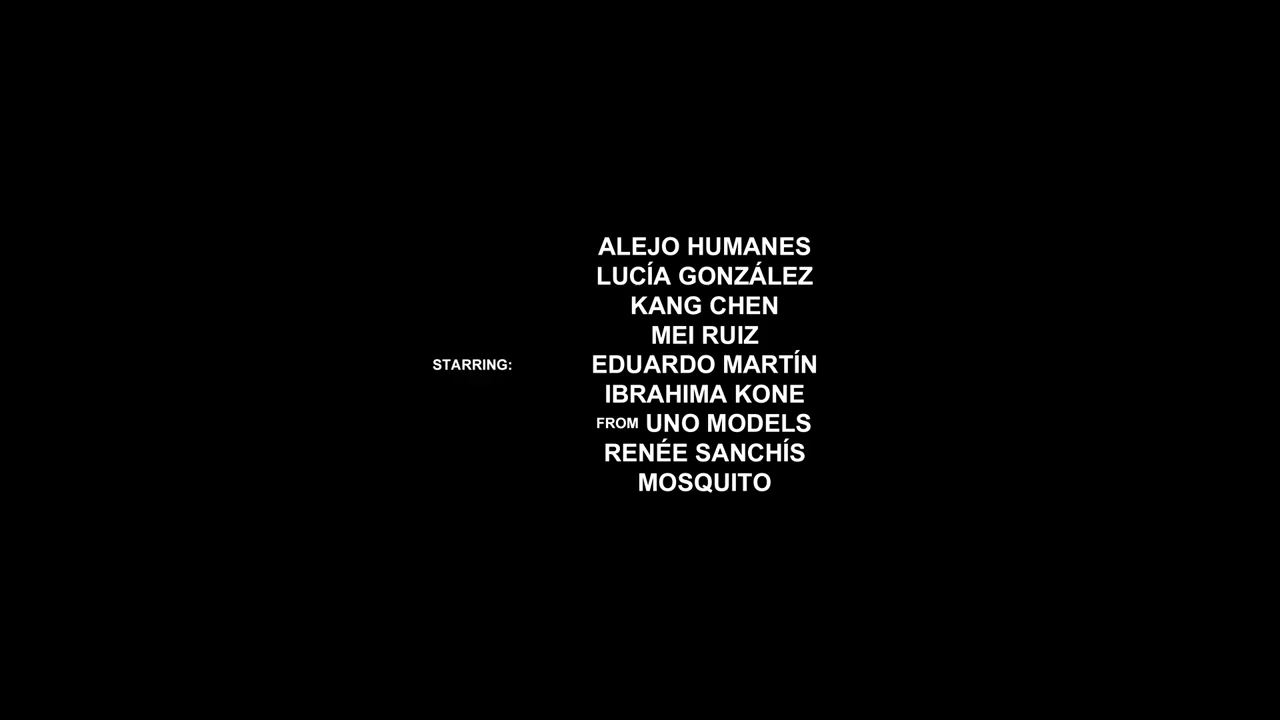 ALEJO HUMANES
LUCÍA GONZÁLEZ
KANG CHEN
MEI RUIZ
STARRING: EDUARDO MARTÍN
IBRAHIMA KONE
FROM UNO MODELS
RENÉE SANCHÍS
MOSQUITO